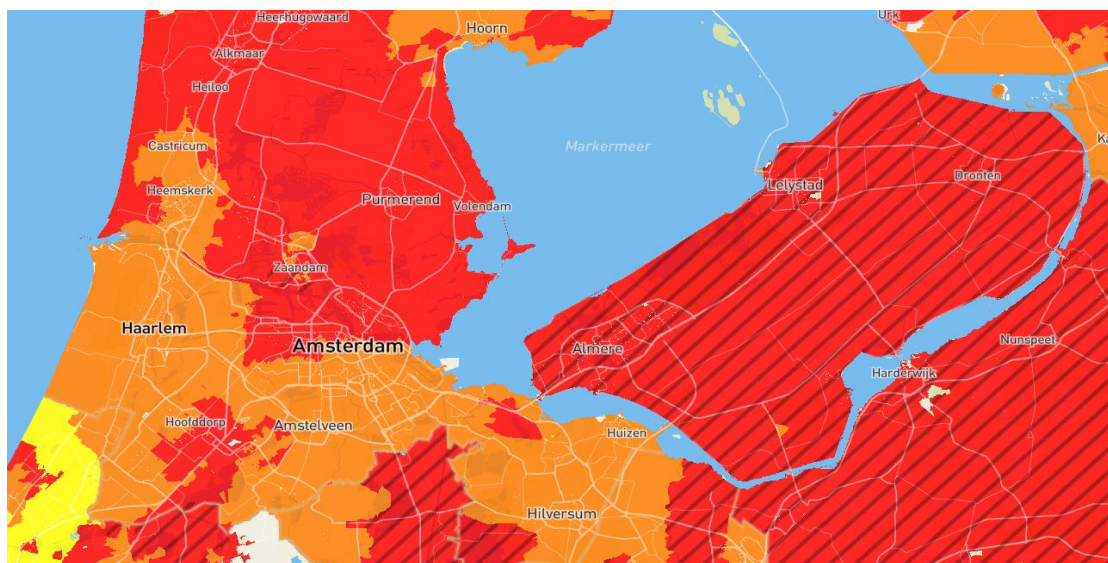 Heerhugowaard
Hoorn
Urk
Alkmaar
Heiloo
Castricum
Markermeer
Ka
Heemskerk
Lelystad
Dronten
Purmerend
Volendam
Zaandam
Haarlem
Amsterdam
Almere
Nunspeet
Harderwijk
Hoofddorp
Amstelveen
Huizen
Hilversum